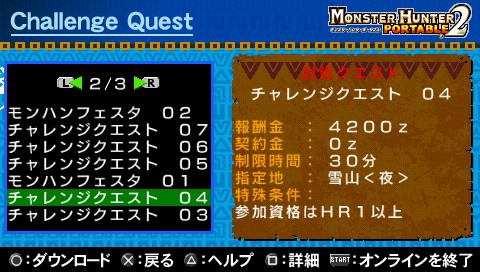 Challenge Quest
MONSTER HUNTER
PORTABLE 2
L 2/3 R
モンハンフェスタ 02
チャレンジクエスト 07
チャレンジクエスト 06
チャレンジクエスト 05
モンハンフェスタ 01
チャレンジクエスト 04
チャレンジクエスト 03
討伐クエスト
チャレンジクエスト 04
報酬金 : 4200z
契約金 : 0z
制限時間: 30分
指定地 : 雪山<夜>
特殊条件:
参加資格はHR1以上
○:ダウンロード ×:戻る △:ヘルプ □:詳細 START:オンラインを終了